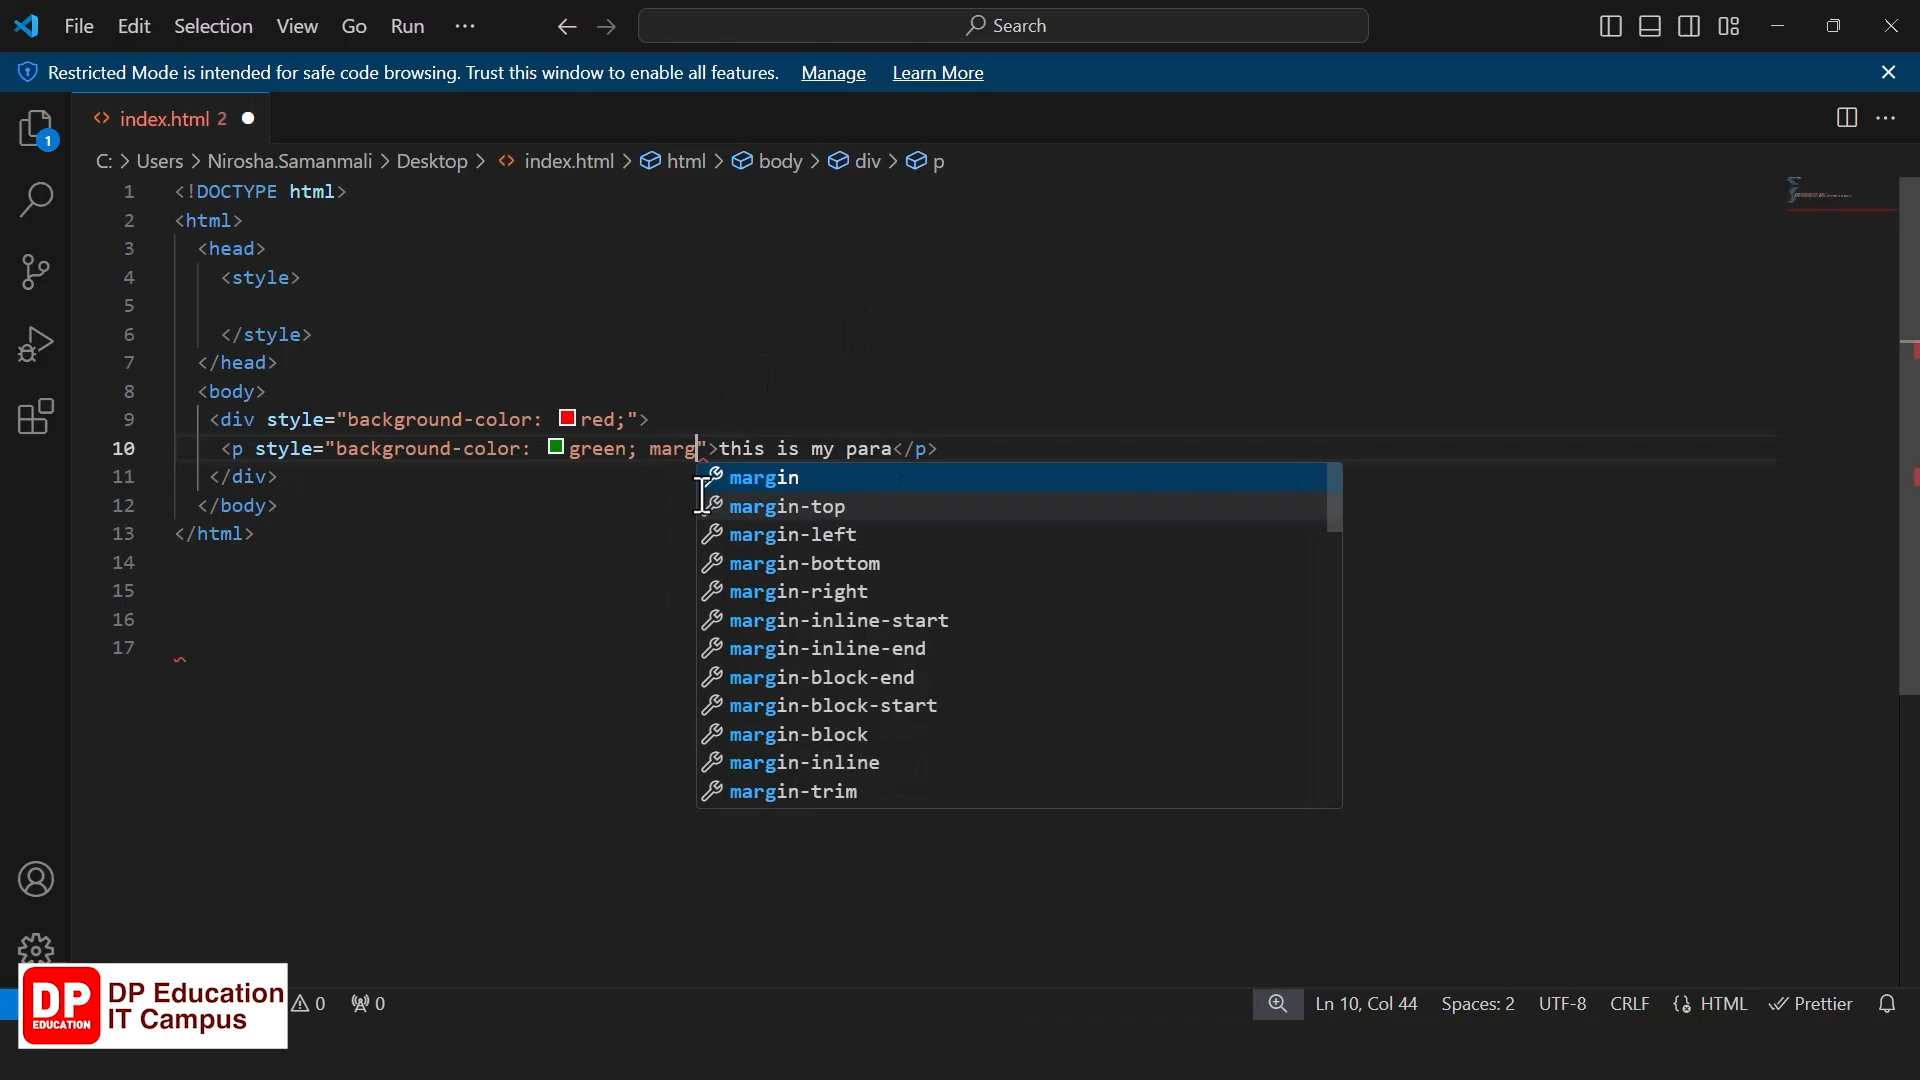 File Edit Selection View Go Run ··· Search
Restricted Mode is intended for safe code browsing. Trust this window to enable all features. Manage Learn More
index.html 2
C: > Users > Nirosha.Samanmali > Desktop > index.html > html > body > div > p
1 <!DOCTYPE html>
2 <html>
3 <head>
4 <style>
5
6 </style>
7 </head>
8 <body>
9 <div style="background-color: red;">
10 <p style="background-color: green; marg">this is my para</p>
11 </div>
12 </body>
13 </html>
14
15
16
17
margin
margin-top
margin-left
margin-bottom
margin-right
margin-inline-start
margin-inline-end
margin-block-end
margin-block-start
margin-block
margin-inline
margin-trim
1
DP EDUCATION
DP Education
IT Campus
0 0 Ln 10, Col 44 Spaces: 2 UTF-8 CRLF HTML Prettier